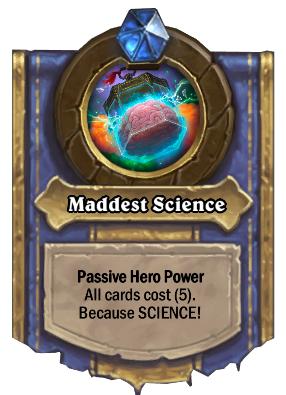 Maddest Science
Passive Hero Power
All cards cost (5).
Because SCIENCE!